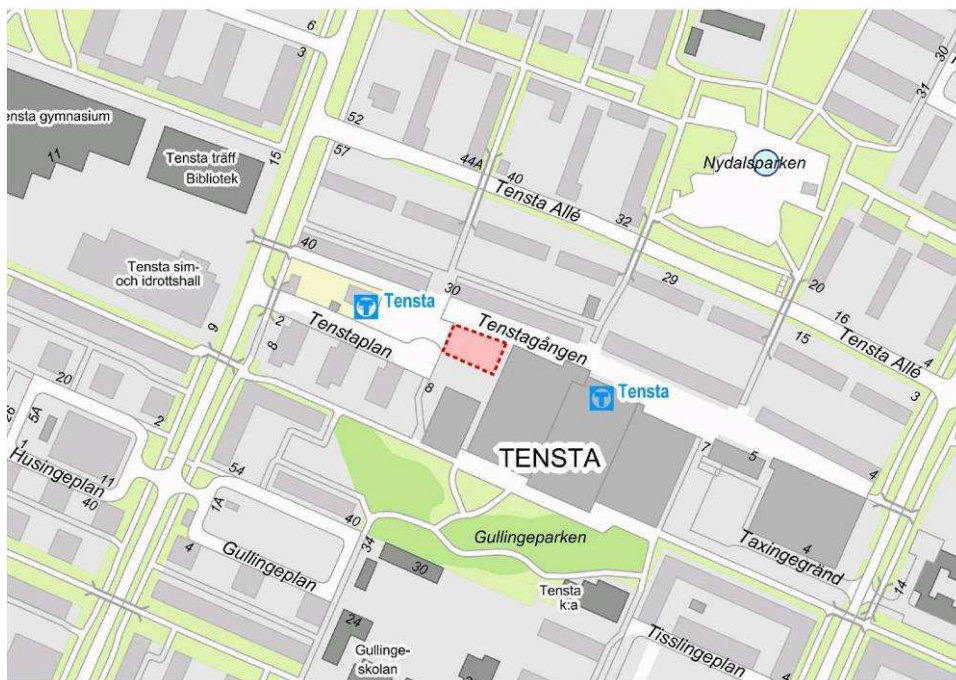 6
3
30
31
ensta gymnasium
11
Tensta träff
Bibliotek
15
52
57
44A
40
Tensta Allé
32
Nydalsparken
Tensta sim-
och idrottshall
40
30
29
20
16
15
Tensta Allé
4
3
Tensta
Tenstagången
Tenstaplan
2
8
9
8
Tensta
TENSTA
20
5A
26
1
2
11
Husingeplan
40
54
1A
4
Gullingeplan
40
34
30
Gullingeparken
7
5
4
4
Taxingegränd
14
Tensta
k:a
24
Gullinge-
skolan
Tisslingeplan
4